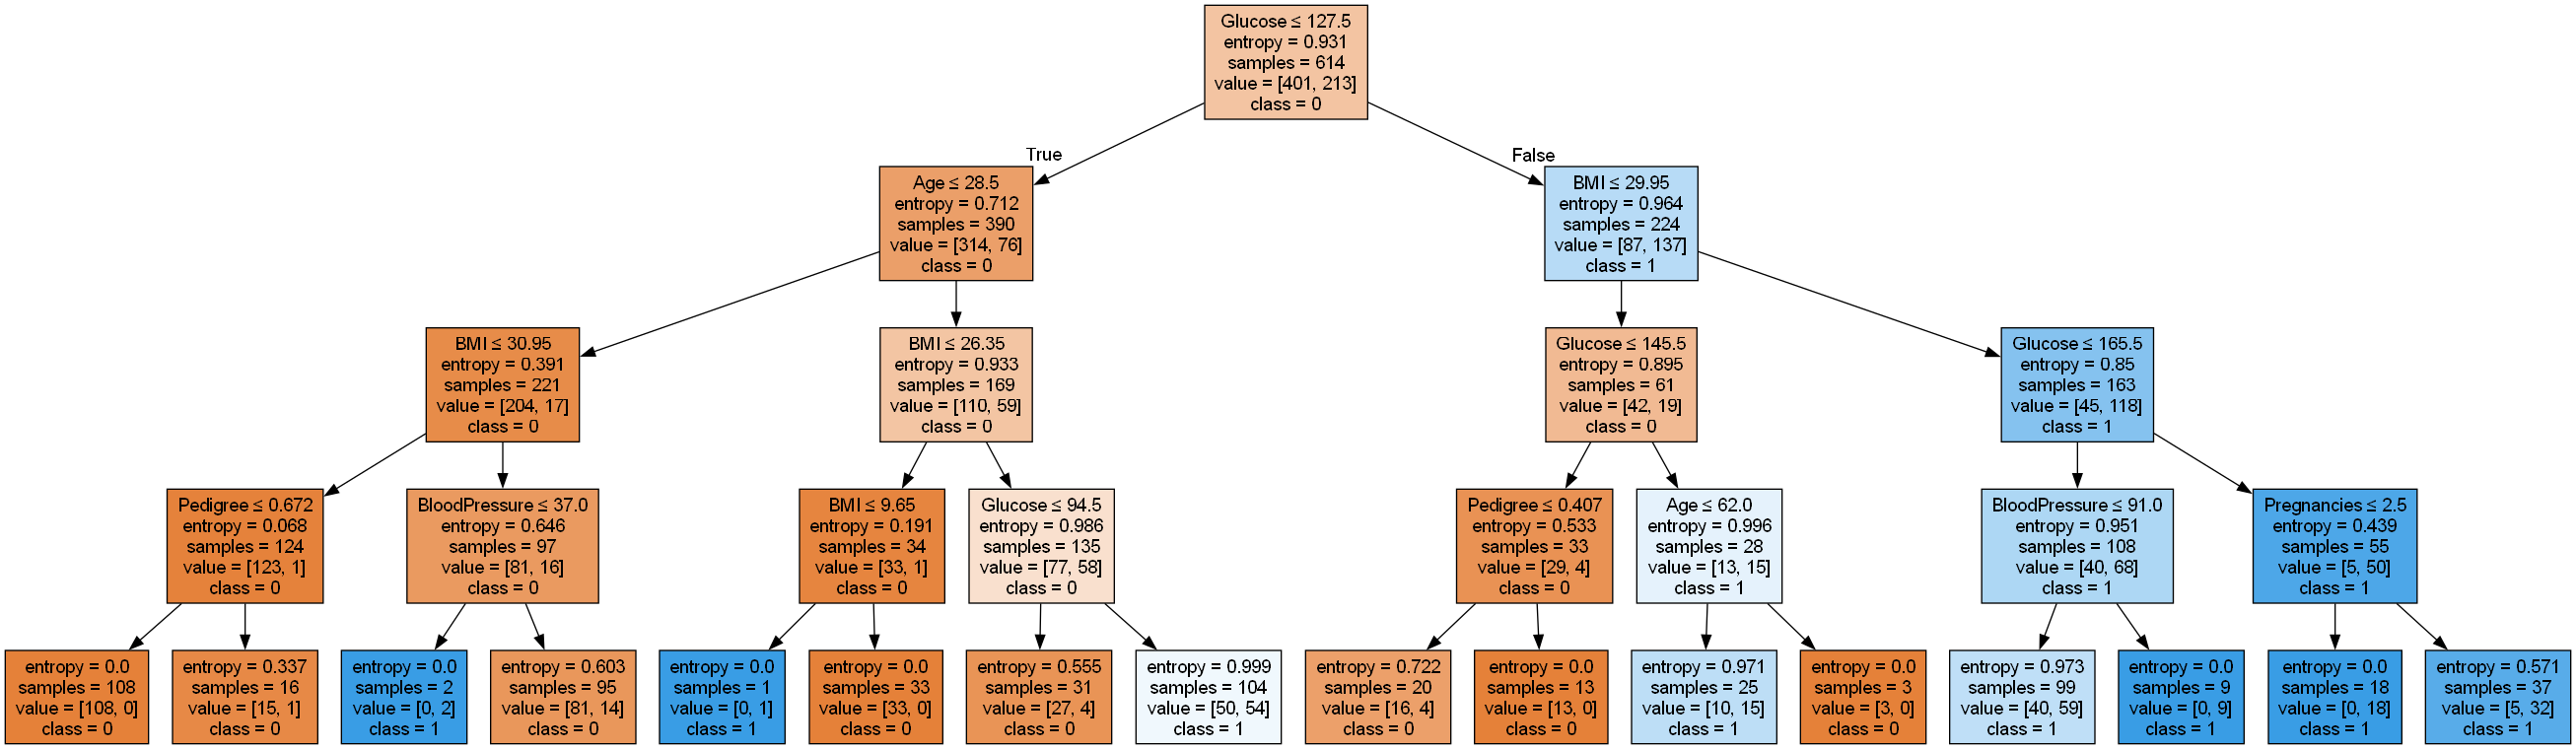 Glucose ≤ 127.5
entropy = 0.931
samples = 614
value = [401, 213]
class = 0
True
False
Age ≤ 28.5
entropy = 0.712
samples = 390
value = [314, 76]
class = 0
BMI ≤ 29.95
entropy = 0.964
samples = 224
value = [87, 137]
class = 1
BMI ≤ 30.95
entropy = 0.391
samples = 221
value = [204, 17]
class = 0
BMI ≤ 26.35
entropy = 0.933
samples = 169
value = [110, 59]
class = 0
Glucose ≤ 145.5
entropy = 0.895
samples = 61
value = [42, 19]
class = 0
Glucose ≤ 165.5
entropy = 0.85
samples = 163
value = [45, 118]
class = 1
Pedigree ≤ 0.672
entropy = 0.068
samples = 124
value = [123, 1]
class = 0
BloodPressure ≤ 37.0
entropy = 0.646
samples = 97
value = [81, 16]
class = 0
BMI ≤ 9.65
entropy = 0.191
samples = 34
value = [33, 1]
class = 0
Glucose ≤ 94.5
entropy = 0.986
samples = 135
value = [77, 58]
class = 0
Pedigree ≤ 0.407
entropy = 0.533
samples = 33
value = [29, 4]
class = 0
Age ≤ 62.0
entropy = 0.996
samples = 28
value = [13, 15]
class = 1
BloodPressure ≤ 91.0
entropy = 0.951
samples = 108
value = [40, 68]
class = 1
Pregnancies ≤ 2.5
entropy = 0.439
samples = 55
value = [5, 50]
class = 1
entropy = 0.0
samples = 108
value = [108, 0]
class = 0
entropy = 0.337
samples = 16
value = [15, 1]
class = 0
entropy = 0.0
samples = 2
value = [0, 2]
class = 1
entropy = 0.603
samples = 95
value = [81, 14]
class = 0
entropy = 0.0
samples = 1
value = [0, 1]
class = 1
entropy = 0.0
samples = 33
value = [33, 0]
class = 0
entropy = 0.555
samples = 31
value = [27, 4]
class = 0
entropy = 0.999
samples = 104
value = [50, 54]
class = 1
entropy = 0.722
samples = 20
value = [16, 4]
class = 0
entropy = 0.0
samples = 13
value = [13, 0]
class = 0
entropy = 0.971
samples = 25
value = [10, 15]
class = 1
entropy = 0.0
samples = 3
value = [3, 0]
class = 0
entropy = 0.973
samples = 99
value = [40, 59]
class = 1
entropy = 0.0
samples = 9
value = [0, 9]
class = 1
entropy = 0.0
samples = 18
value = [0, 18]
class = 1
entropy = 0.571
samples = 37
value = [5, 32]
class = 1